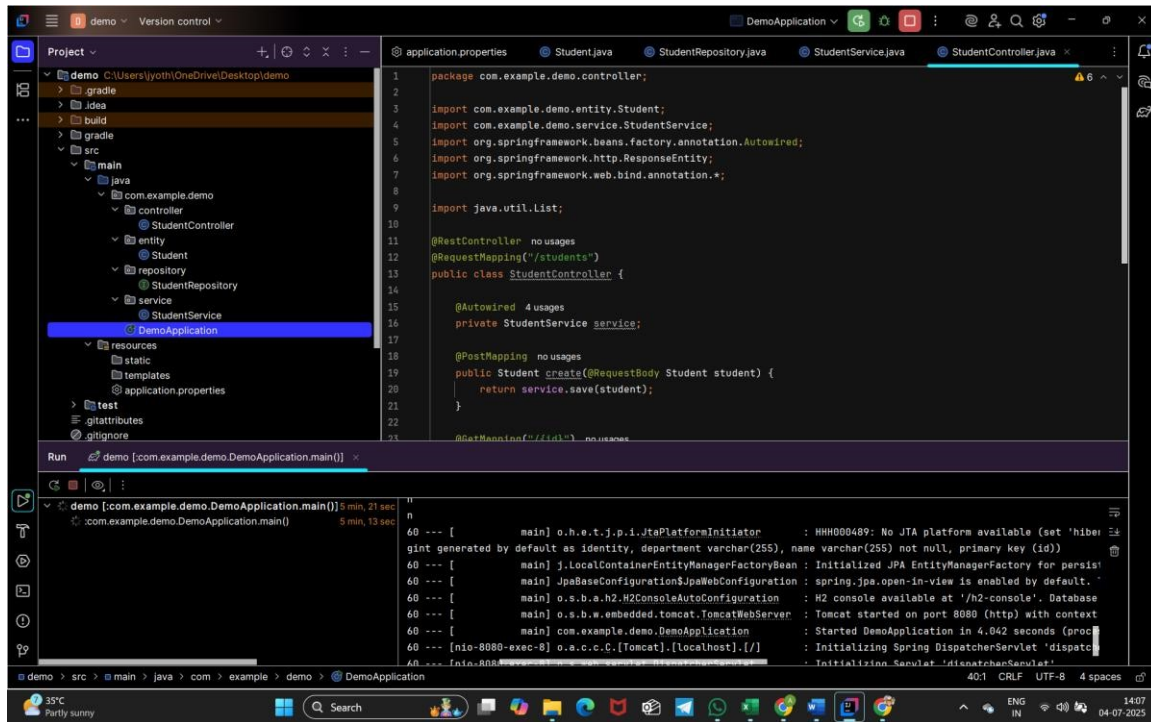 demo
Version control
DemoApplication
Project
demo C:\Users\jyoth\OneDrive\Desktop\demo
.gradle
.idea
build
gradle
src
main
java
com.example.demo
controller
StudentController
entity
Student
repository
StudentRepository
service
StudentService
DemoApplication
resources
static
templates
application.properties
test
.gitattributes
.gitignore
application.properties
Student.java
StudentRepository.java
StudentService.java
StudentController.java
6
1 package com.example.demo.controller;
2
3 import com.example.demo.entity.Student;
4 import com.example.demo.service.StudentService;
5 import org.springframework.beans.factory.annotation.Autowired;
6 import org.springframework.http.ResponseEntity;
7 import org.springframework.web.bind.annotation.*;
8
9 import java.util.List;
10
11 @RestController no usages
12 @RequestMapping("/students")
13 public class StudentController {
14
15 @Autowired 4 usages
16 private StudentService service;
17
18 @PostMapping no usages
19 public Student create(@RequestBody Student student) {
20 return service.save(student);
21 }
22
23 @GetMapping("/{id}") no usages
Run demo [:com.example.demo.DemoApplication.main()]
demo [:com.example.demo.DemoApplication.main()] 5 min, 21 sec
:com.example.demo.DemoApplication.main() 5 min, 13 sec
n
60 --- [ main] o.h.e.t.j.p.i.JtaPlatformInitiator : HHH000489: No JTA platform available (set 'hiber
gint generated by default as identity, department varchar(255), name varchar(255) not null, primary key (id))
60 --- [ main] j.LocalContainerEntityManagerFactoryBean : Initialized JPA EntityManagerFactory for persist
60 --- [ main] JpaBaseConfiguration$JpaWebConfiguration : spring.jpa.open-in-view is enabled by default.
60 --- [ main] o.s.b.a.h2.H2ConsoleAutoConfiguration : H2 console available at '/h2-console'. Database
60 --- [ main] o.s.b.w.embedded.tomcat.TomcatWebServer : Tomcat started on port 8080 (http) with context
60 --- [ main] com.example.demo.DemoApplication : Started DemoApplication in 4.042 seconds (proce
60 --- [nio-8080-exec-8] o.a.c.c.C.[Tomcat].[localhost].[/] : Initializing Spring DispatcherServlet 'dispatch
60 --- [nio-8080-exec-8] o.s.web.servlet.DispatcherServlet : Initializing Servlet 'dispatcherServlet'
demo > src > main > java > com > example > demo > DemoApplication
40:1 CRLF UTF-8 4 spaces
35°C
Partly sunny
Search
ENG
IN
14:07
04-07-2025